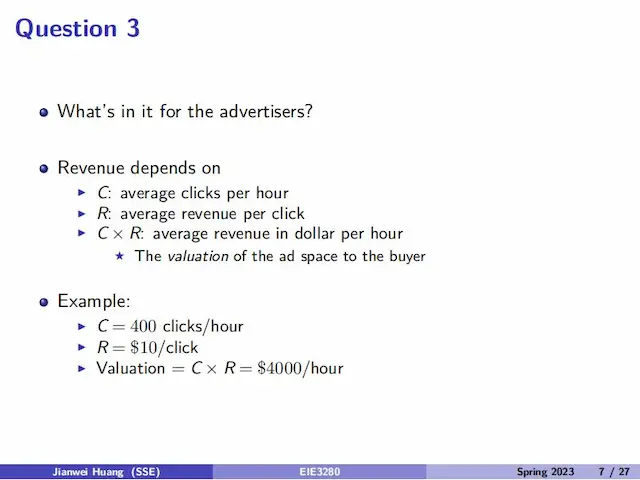 Question 3
What's in it for the advertisers?
Revenue depends on
C: average clicks per hour
R: average revenue per click
C × R: average revenue in dollar per hour
The valuation of the ad space to the buyer
Example:
C = 400 clicks/hour
R = $10/click
Valuation = C × R = $4000/hour
Jianwei Huang (SSE) EIE3280 Spring 2023 7 / 27